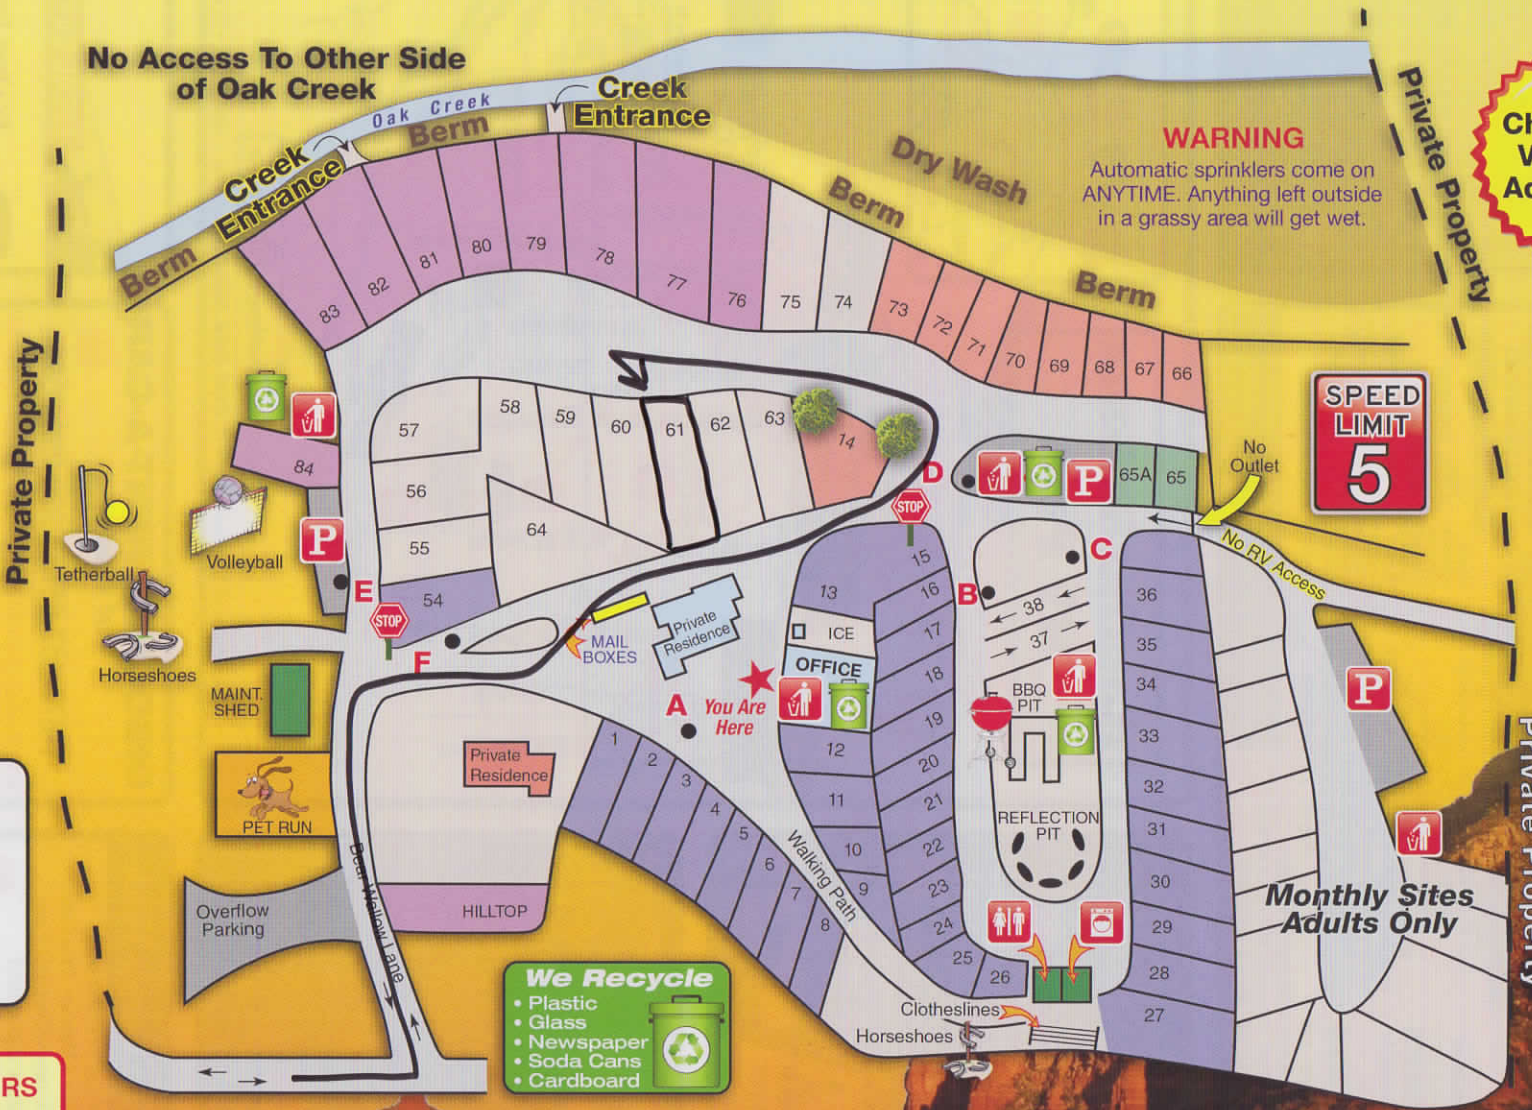 No Access To Other Side
of Oak Creek
Oak Creek
Creek
Entrance
Creek
Entrance
Berm
Berm
Berm
Berm
Dry Wash
WARNING
Automatic sprinklers come on
ANYTIME. Anything left outside
in a grassy area will get wet.
Private Property
Private Property
Private Property
83
82
81
80
79
78
77
76
75
74
73
72
71
70
69
68
67
66
SPEED
LIMIT
5
No
Outlet
No RV Access
57
58
59
60
61
62
63
14
56
55
54
64
84
P
D
STOP
P
65A
65
Tetherball
Volleyball
Horseshoes
E
STOP
F
MAIL
BOXES
Private
Residence
13
ICE
OFFICE
A
You Are
Here
15
16
17
18
19
20
21
22
23
24
25
26
B
C
38
37
BBQ
PIT
REFLECTION
PIT
36
35
34
33
32
31
30
29
28
27
P
Monthly Sites
Adults Only
MAINT.
SHED
PET RUN
Private
Residence
HILLTOP
Overflow
Parking
Bear Wallow Lane
1
2
3
4
5
6
7
8
12
11
10
9
Walking Path
Clotheslines
Horseshoes
We Recycle
• Plastic
• Glass
• Newspaper
• Soda Cans
• Cardboard
RS